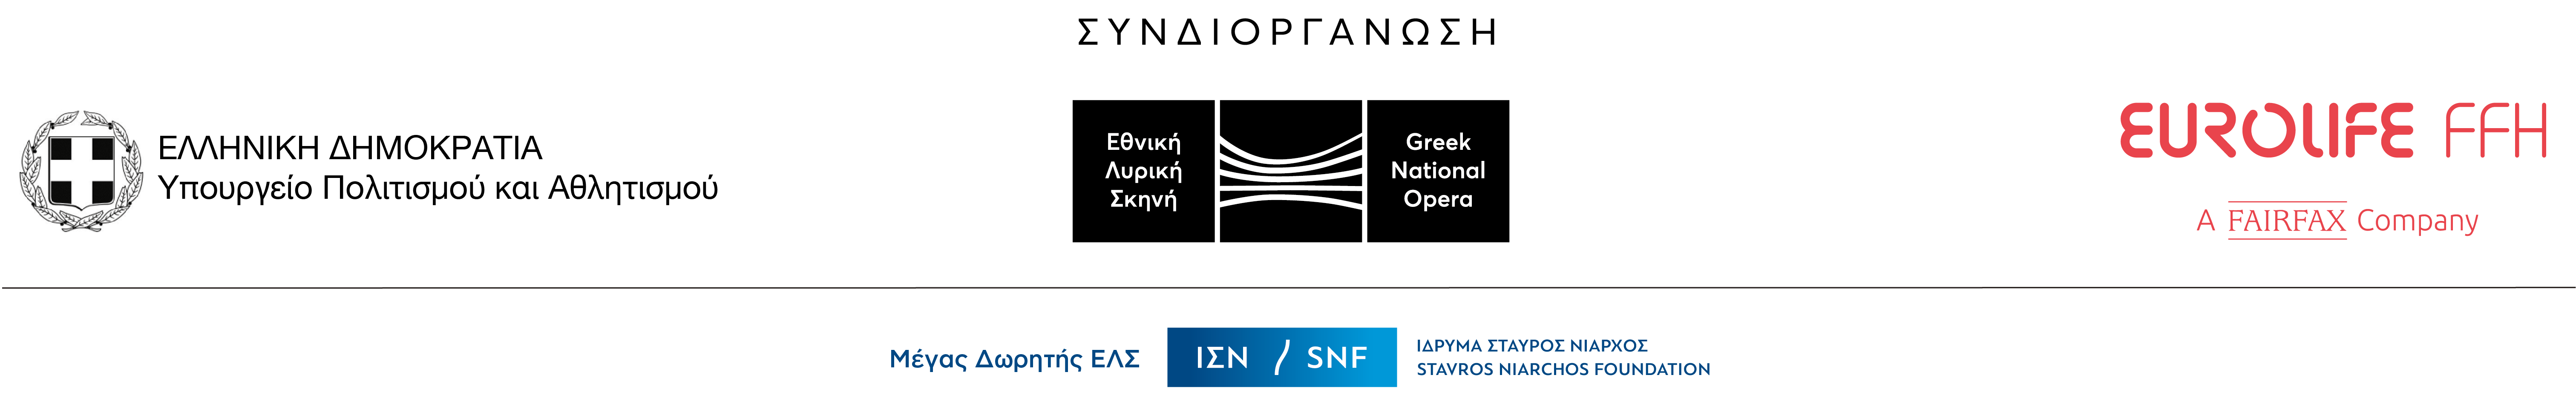 ΣΥΝΔΙΟΡΓΑΝΩΣΗ
ΕΛΛΗΝΙΚΗ ΔΗΜΟΚΡΑΤΙΑ
Υπουργείο Πολιτισμού και Αθλητισμού
Εθνική
Λυρική
Σκηνή
Greek
National
Opera
EUROLIFE FFH
A FAIRFAX Company
Μέγας Δωρητής ΕΛΣ
ΙΣΝ / SNF
ΙΔΡΥΜΑ ΣΤΑΥΡΟΣ ΝΙΑΡΧΟΣ
STAVROS NIARCHOS FOUNDATION